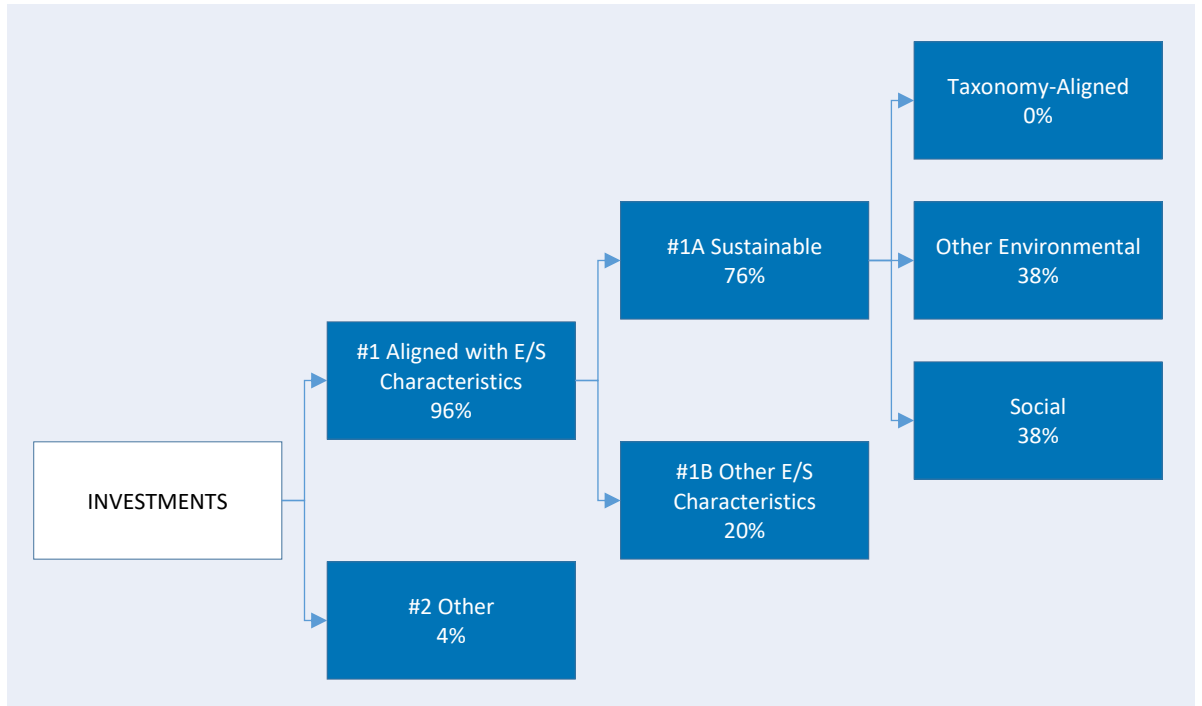 INVESTMENTS
#1 Aligned with E/S
Characteristics
96%
#2 Other
4%
#1A Sustainable
76%
#1B Other E/S
Characteristics
20%
Taxonomy-Aligned
0%
Other Environmental
38%
Social
38%